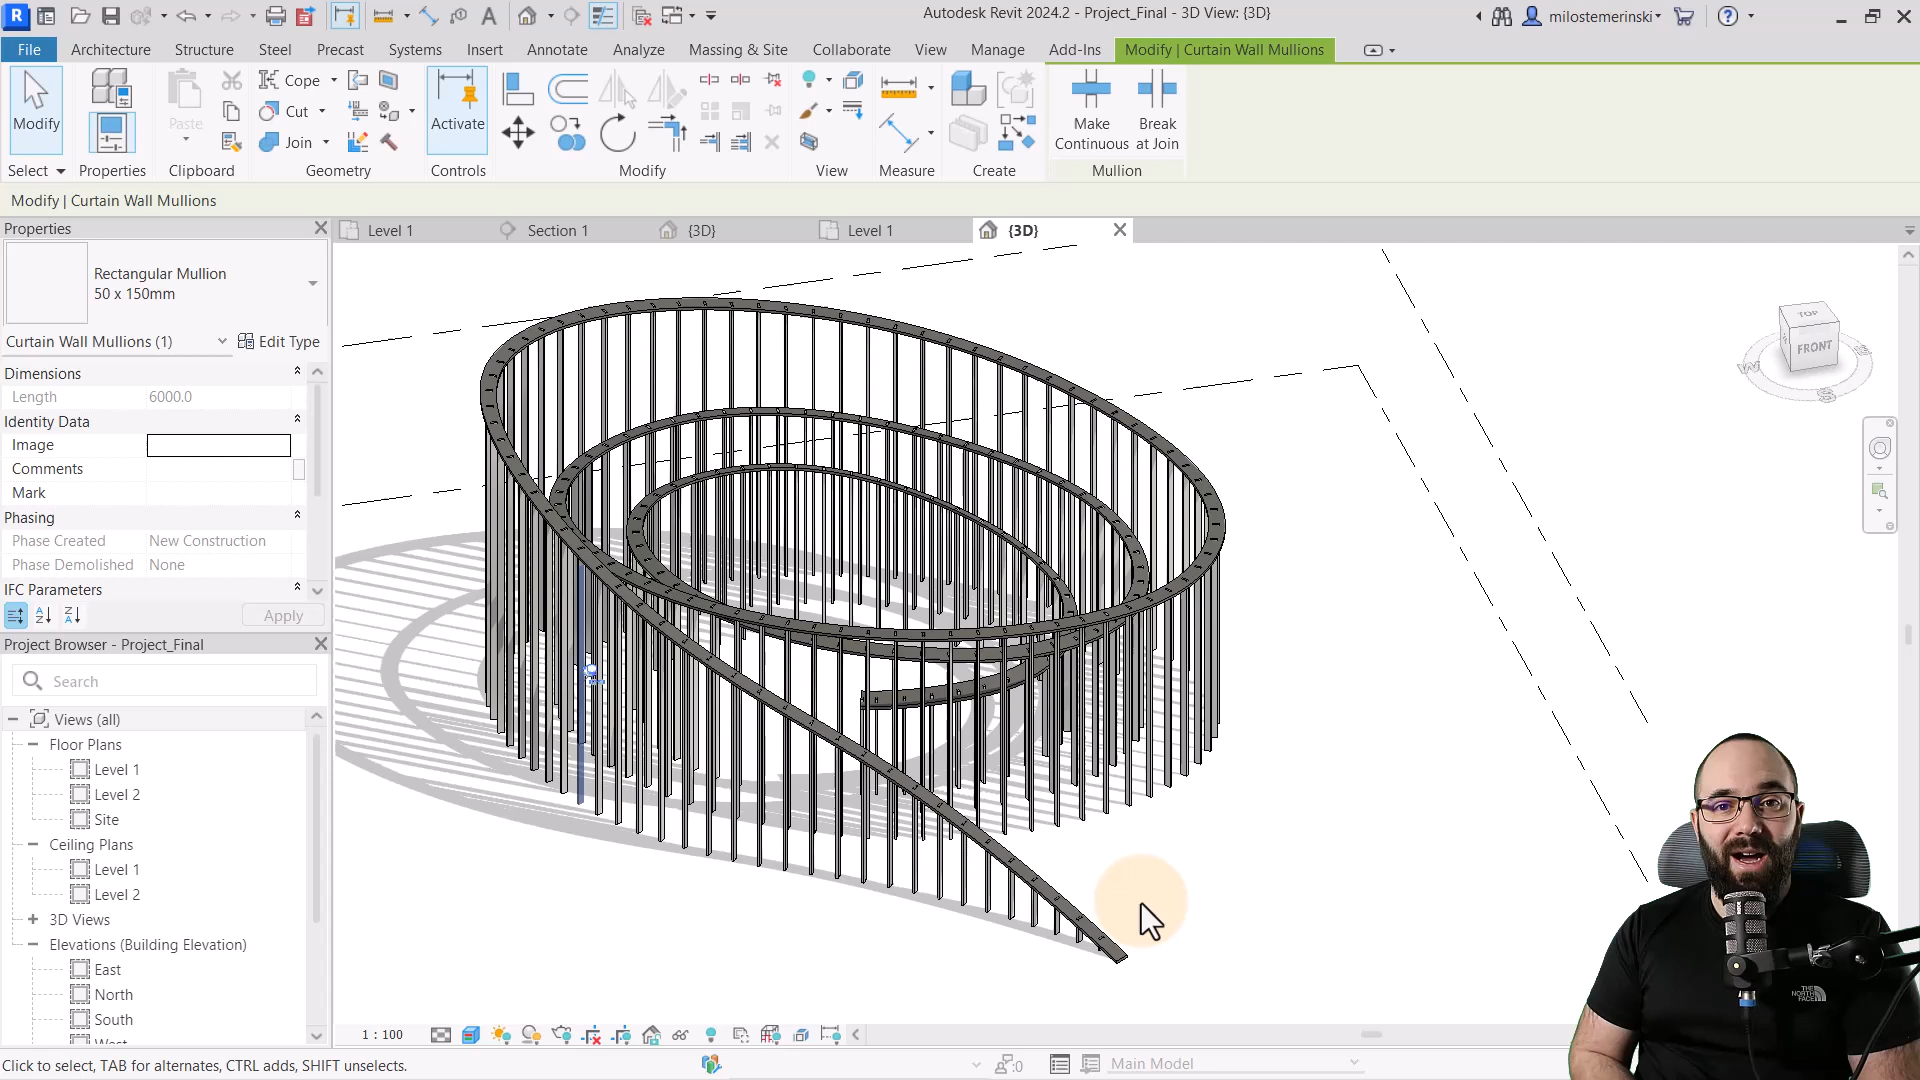 Autodesk Revit 2024.2 - Project_Final - 3D View: {3D}
milostemerinski
File
Architecture
Structure
Steel
Precast
Systems
Insert
Annotate
Analyze
Massing & Site
Collaborate
View
Manage
Add-Ins
Modify | Curtain Wall Mullions
Modify
Paste
Cope
Cut
Join
Activate
Make
Continuous
Break
at Join
Select
Properties
Clipboard
Geometry
Controls
Modify
View
Measure
Create
Mullion
Modify | Curtain Wall Mullions
Properties
Level 1
Section 1
{3D}
Level 1
{3D}
Rectangular Mullion
50 x 150mm
Curtain Wall Mullions (1)
Edit Type
Dimensions
Length 6000.0
Identity Data
Image
Comments
Mark
Phasing
Phase Created New Construction
Phase Demolished None
IFC Parameters
Apply
TOP
FRONT
W
S
Project Browser - Project_Final
Search
Views (all)
Floor Plans
Level 1
Level 2
Site
Ceiling Plans
Level 1
Level 2
3D Views
Elevations (Building Elevation)
East
North
South
1 : 100
Click to select, TAB for alternates, CTRL adds, SHIFT unselects.
:0
Main Model
THE
NORTH
FACE